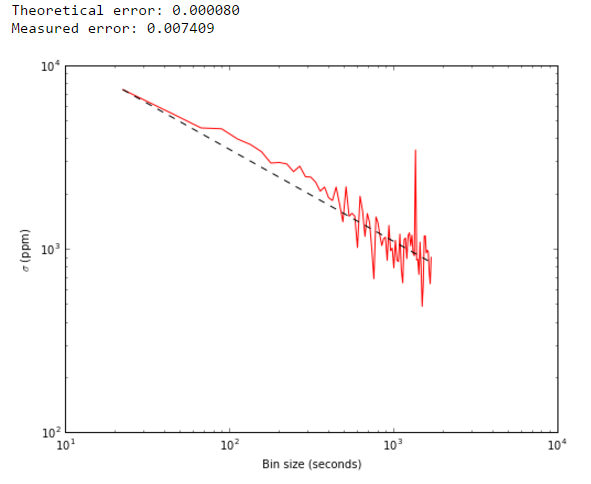 Theoretical error: 0.000080
Measured error: 0.007409
10⁴
10³
10²
σ (ppm)
10¹ 10² 10³ 10⁴
Bin size (seconds)